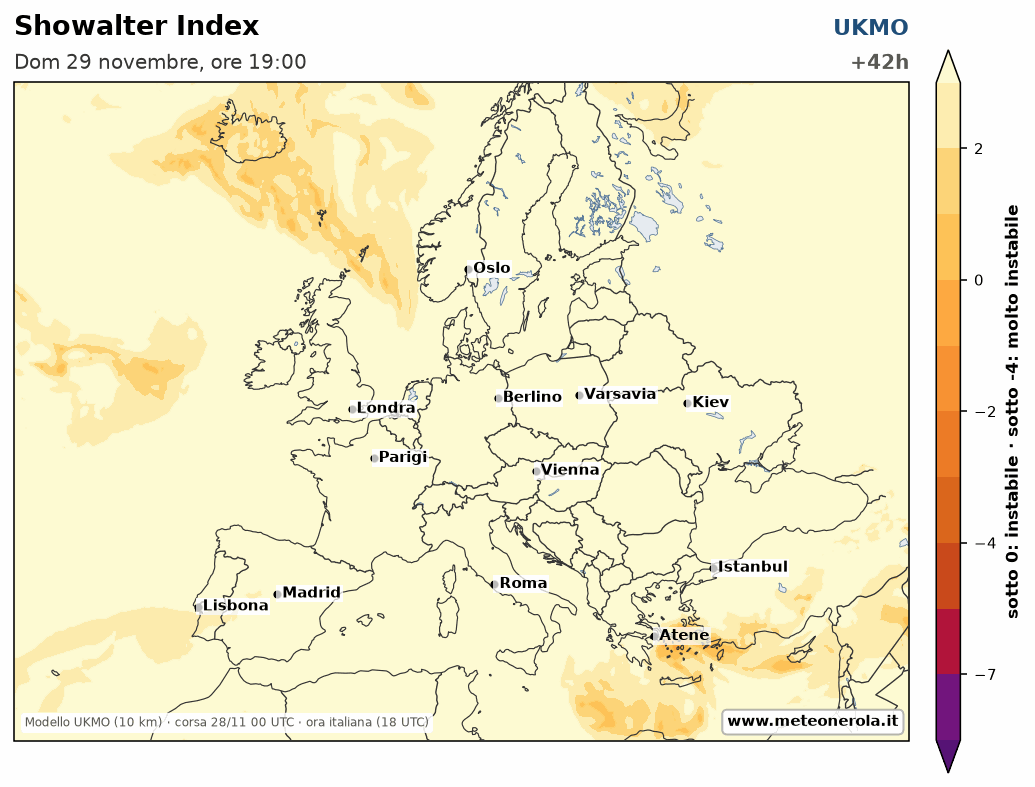 Showalter Index
UKMO
Dom 29 novembre, ore 19:00
+42h
Oslo
Berlino
Varsavia
Kiev
Londra
Parigi
Vienna
Istanbul
Roma
Madrid
Lisbona
Atene
Modello UKMO (10 km) · corsa 28/11 00 UTC · ora italiana (18 UTC)
www.meteonerola.it
2
0
−2
−4
−7
sotto 0: instabile · sotto -4: molto instabile